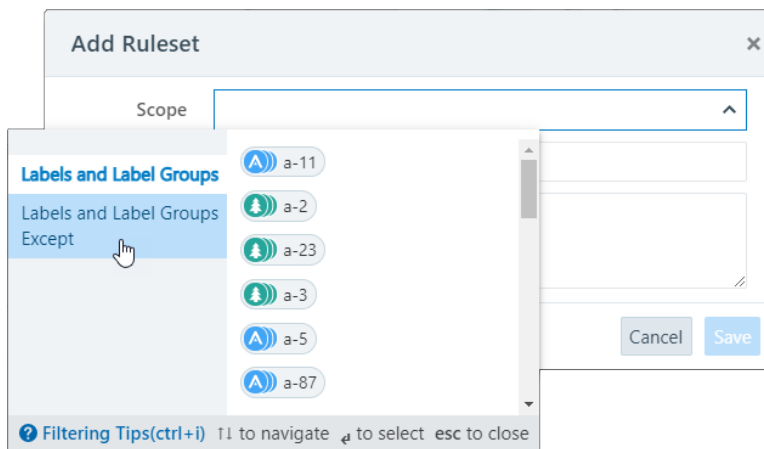 Add Ruleset
Scope
Labels and Label Groups
Labels and Label Groups
Except
a-11
a-2
a-23
a-3
a-5
a-87
Cancel
Save
Filtering Tips(ctrl+i) ↑↓ to navigate ↲ to select esc to close